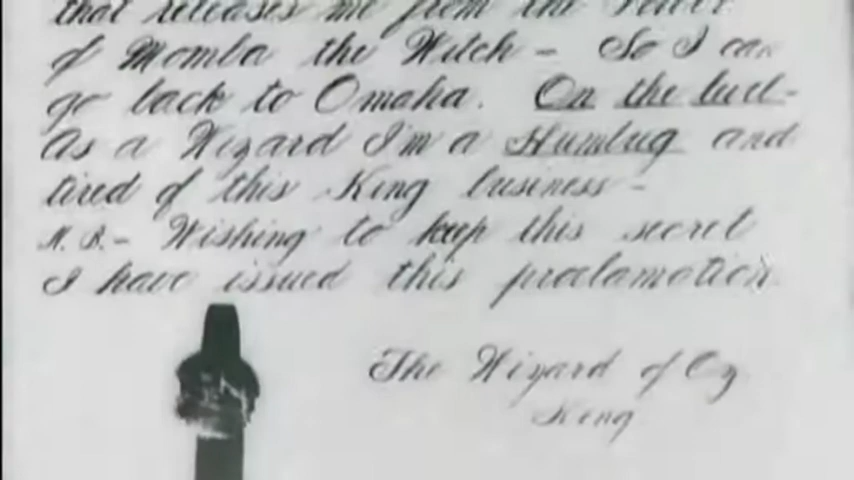 that releases me from the Power
of Momba the Witch – So I can
go back to Omaha. On the level-
As a Wizard I'm a Humbug and
tired of this King business –
N. B. – Wishing to keep this secret
I have issued this proclamation.
The Wizard of Oz
King